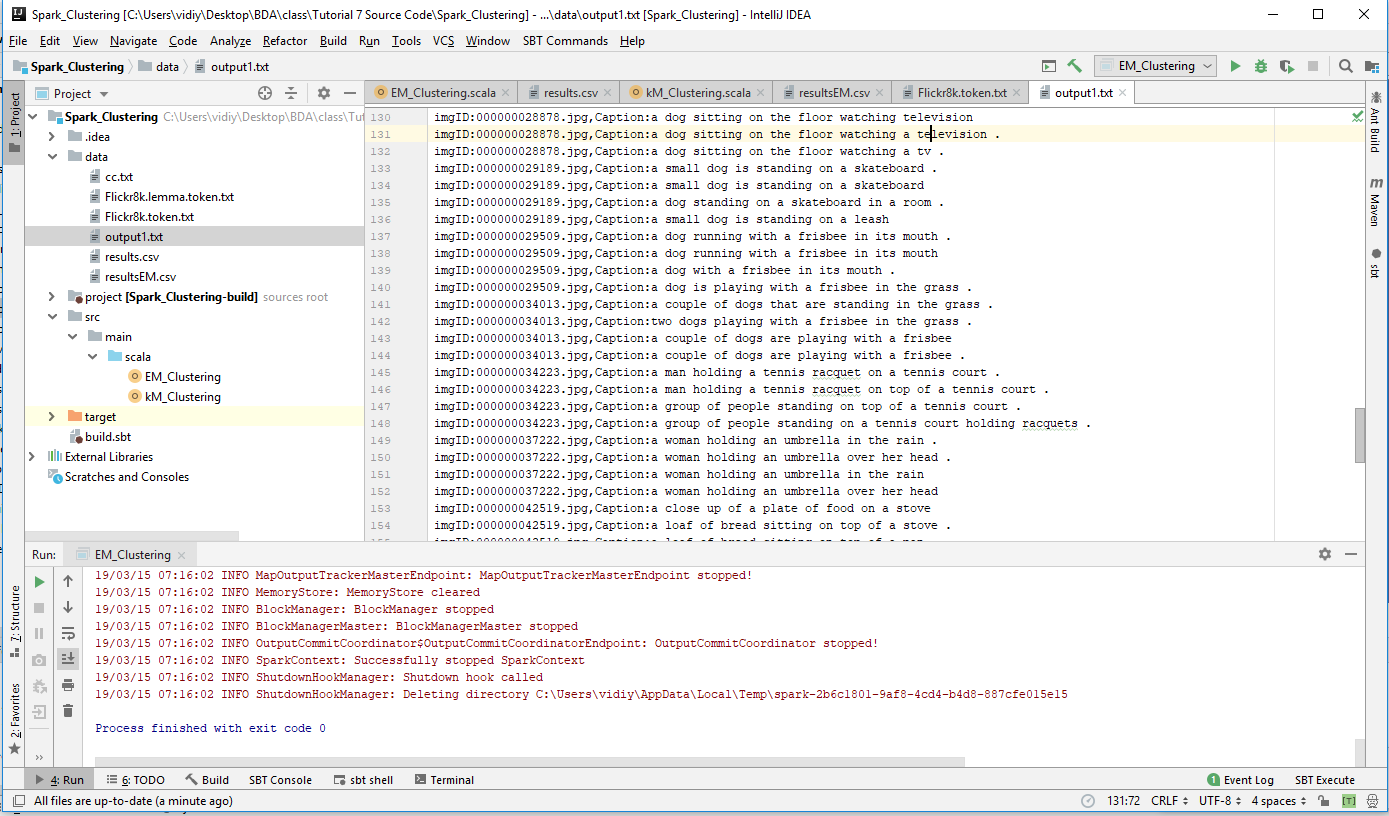 Spark_Clustering [C:\Users\vidiy\Desktop\BDA\class\Tutorial 7 Source Code\Spark_Clustering] - ...\data\output1.txt [Spark_Clustering] - IntelliJ IDEA
File Edit View Navigate Code Analyze Refactor Build Run Tools VCS Window SBT Commands Help
Spark_Clustering data output1.txt EM_Clustering
1: Project
Project
EM_Clustering.scala results.csv kM_Clustering.scala resultsEM.csv Flickr8k.token.txt output1.txt
Spark_Clustering C:\Users\vidiy\Desktop\BDA\class\Tut
.idea
data
cc.txt
Flickr8k.lemma.token.txt
Flickr8k.token.txt
output1.txt
results.csv
resultsEM.csv
project [Spark_Clustering-build] sources root
src
main
scala
EM_Clustering
kM_Clustering
target
build.sbt
External Libraries
Scratches and Consoles
130 imgID:000000028878.jpg,Caption:a dog sitting on the floor watching television
131 imgID:000000028878.jpg,Caption:a dog sitting on the floor watching a television .
132 imgID:000000028878.jpg,Caption:a dog sitting on the floor watching a tv .
133 imgID:000000029189.jpg,Caption:a small dog is standing on a skateboard .
134 imgID:000000029189.jpg,Caption:a small dog is standing on a skateboard
135 imgID:000000029189.jpg,Caption:a dog standing on a skateboard in a room .
136 imgID:000000029189.jpg,Caption:a small dog is standing on a leash
137 imgID:000000029509.jpg,Caption:a dog running with a frisbee in its mouth .
138 imgID:000000029509.jpg,Caption:a dog running with a frisbee in its mouth
139 imgID:000000029509.jpg,Caption:a dog with a frisbee in its mouth .
140 imgID:000000029509.jpg,Caption:a dog is playing with a frisbee in the grass .
141 imgID:000000034013.jpg,Caption:a couple of dogs that are standing in the grass .
142 imgID:000000034013.jpg,Caption:two dogs playing with a frisbee in the grass .
143 imgID:000000034013.jpg,Caption:a couple of dogs are playing with a frisbee
144 imgID:000000034013.jpg,Caption:a couple of dogs are playing with a frisbee .
145 imgID:000000034223.jpg,Caption:a man holding a tennis racquet on a tennis court .
146 imgID:000000034223.jpg,Caption:a man holding a tennis racquet on top of a tennis court .
147 imgID:000000034223.jpg,Caption:a group of people standing on top of a tennis court .
148 imgID:000000034223.jpg,Caption:a group of people standing on a tennis court holding racquets .
149 imgID:000000037222.jpg,Caption:a woman holding an umbrella in the rain .
150 imgID:000000037222.jpg,Caption:a woman holding an umbrella over her head .
151 imgID:000000037222.jpg,Caption:a woman holding an umbrella in the rain
152 imgID:000000037222.jpg,Caption:a woman holding an umbrella over her head
153 imgID:000000042519.jpg,Caption:a close up of a plate of food on a stove
154 imgID:000000042519.jpg,Caption:a loaf of bread sitting on top of a stove .
Ant Build
Maven
sbt
Run: EM_Clustering
19/03/15 07:16:02 INFO MapOutputTrackerMasterEndpoint: MapOutputTrackerMasterEndpoint stopped!
19/03/15 07:16:02 INFO MemoryStore: MemoryStore cleared
19/03/15 07:16:02 INFO BlockManager: BlockManager stopped
19/03/15 07:16:02 INFO BlockManagerMaster: BlockManagerMaster stopped
19/03/15 07:16:02 INFO OutputCommitCoordinator$OutputCommitCoordinatorEndpoint: OutputCommitCoordinator stopped!
19/03/15 07:16:02 INFO SparkContext: Successfully stopped SparkContext
19/03/15 07:16:02 INFO ShutdownHookManager: Shutdown hook called
19/03/15 07:16:02 INFO ShutdownHookManager: Deleting directory C:\Users\vidiy\AppData\Local\Temp\spark-2b6c1801-9af8-4cd4-b4d8-887cfe015e15
Process finished with exit code 0
7: Structure
2: Favorites
4: Run 6: TODO Build SBT Console sbt shell Terminal 1 Event Log SBT Execute
All files are up-to-date (a minute ago) 131:72 CRLF UTF-8 4 spaces [T]